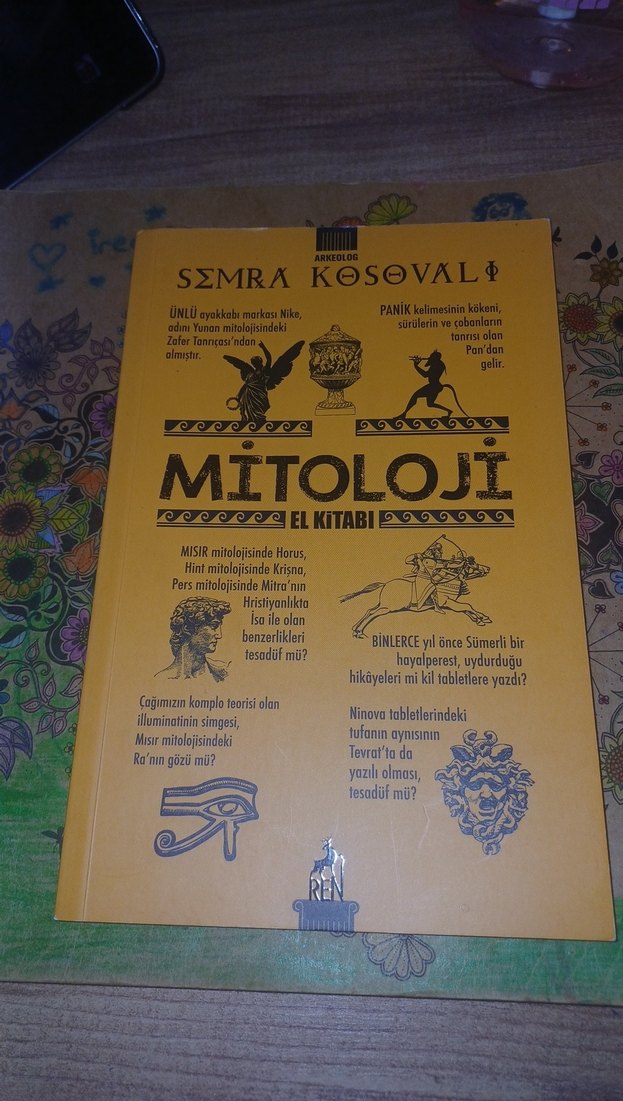 ARKEOLOG
SEMRA KOSOVALI
ÜNLÜ ayakkabı markası Nike,
adını Yunan mitolojisindeki
Zafer Tanrıçası'ndan
almıştır.
PANİK kelimesinin kökeni,
sürülerin ve çobanların
tanrısı olan
Pan'dan
gelir.
MİTOLOJİ
EL KİTABI
MISIR mitolojisinde Horus,
Hint mitolojisinde Krişna,
Pers mitolojisinde Mitra'nın
Hristiyanlıkta
İsa ile olan
benzerlikleri
tesadüf mü?
BİNLERCE yıl önce Sümerli bir
hayalperest, uydurduğu
hikâyeleri mi kil tabletlere yazdı?
Çağımızın komplo teorisi olan
illuminatinin simgesi,
Mısır mitolojisindeki
Ra'nın gözü mü?
Ninova tabletlerindeki
tufanın aynısının
Tevrat'ta da
yazılı olması,
tesadüf mü?
REN